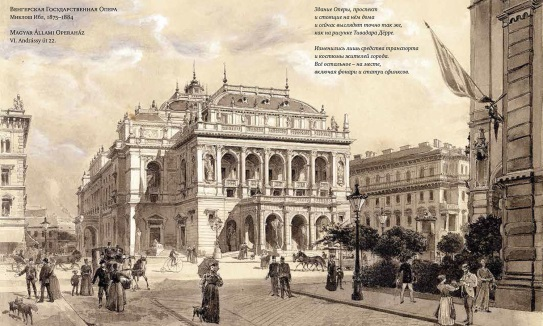 Венгерская Государственная Опера
Миклош Ибл, 1875–1884
Magyar Állami Operaház
VI. Andrássy út 22.
Здание Оперы, проспект
и стоящие на нём дома
и сейчас выглядят точно так же,
как на рисунке Тивадара Дёрре.
Изменились лишь средства транспорта
и костюмы жителей города.
Всё остальное – на месте,
включая фонари и статуи сфинксов.